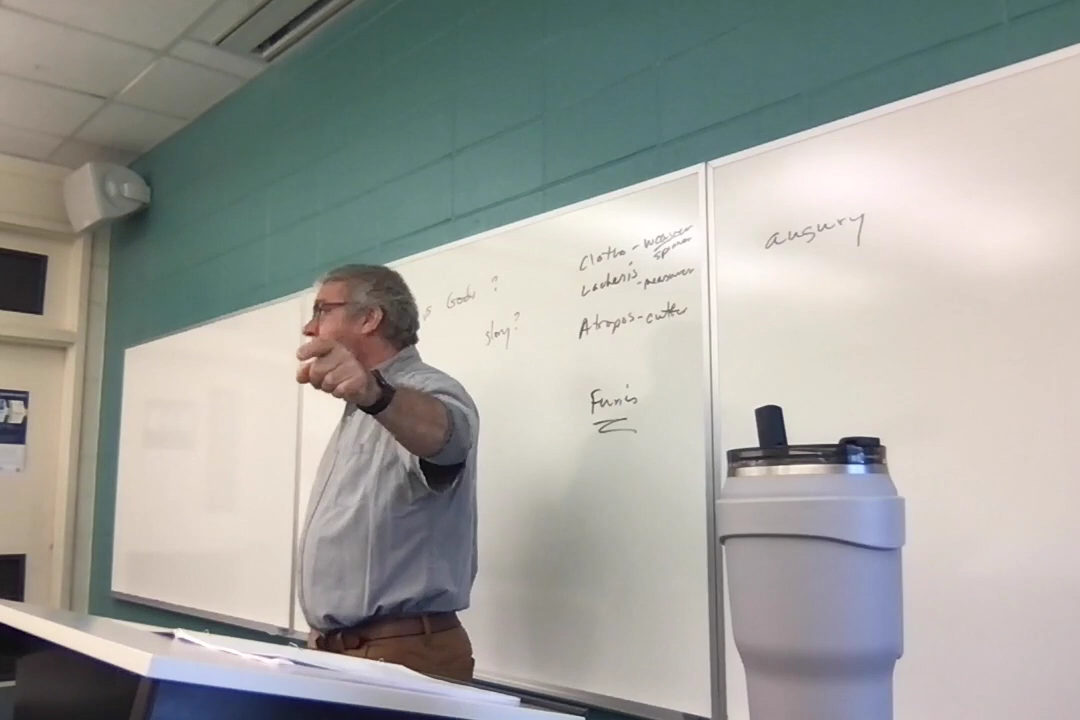 Gods ?
story?
Clotho - weaver
spinner
Lachesis - measurer
Atropos - cutter
Furies
augury